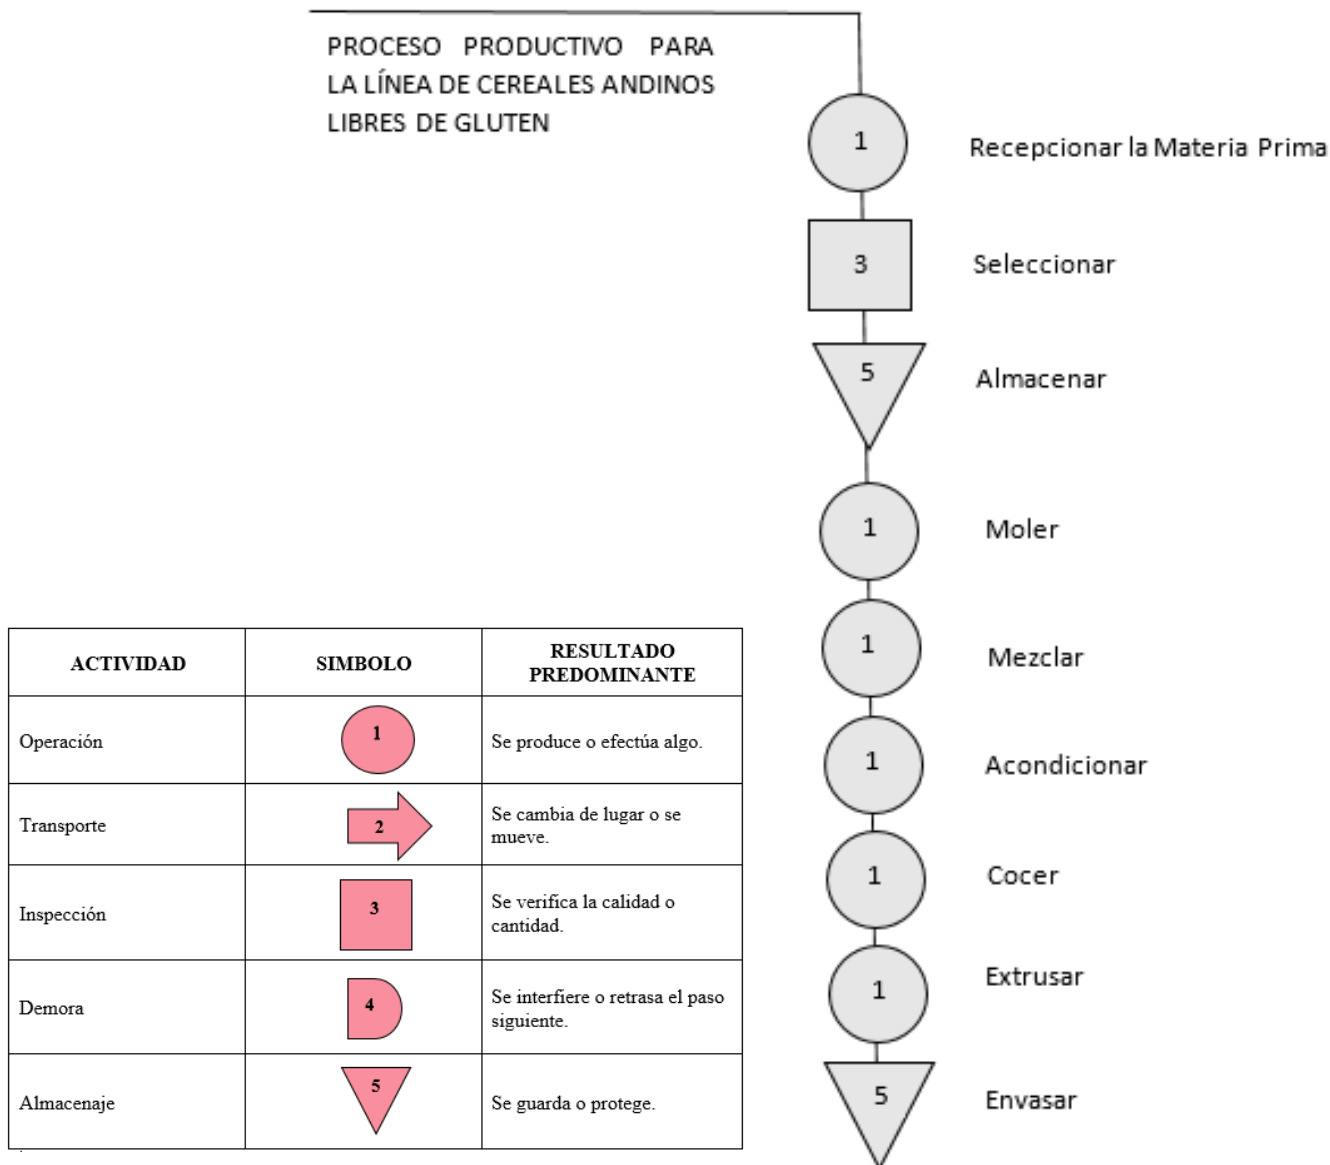 PROCESO PRODUCTIVO PARA
LA LÍNEA DE CEREALES ANDINOS
LIBRES DE GLUTEN
1
Recepcionar la Materia Prima
3
Seleccionar
5
Almacenar
1
Moler
1
Mezclar
1
Acondicionar
1
Cocer
1
Extrusar
5
Envasar
ACTIVIDAD
SIMBOLO
RESULTADO
PREDOMINANTE
Operación
1
Se produce o efectúa algo.
Transporte
2
Se cambia de lugar o se
mueve.
Inspección
3
Se verifica la calidad o
cantidad.
Demora
4
Se interfiere o retrasa el paso
siguiente.
Almacenaje
5
Se guarda o protege.